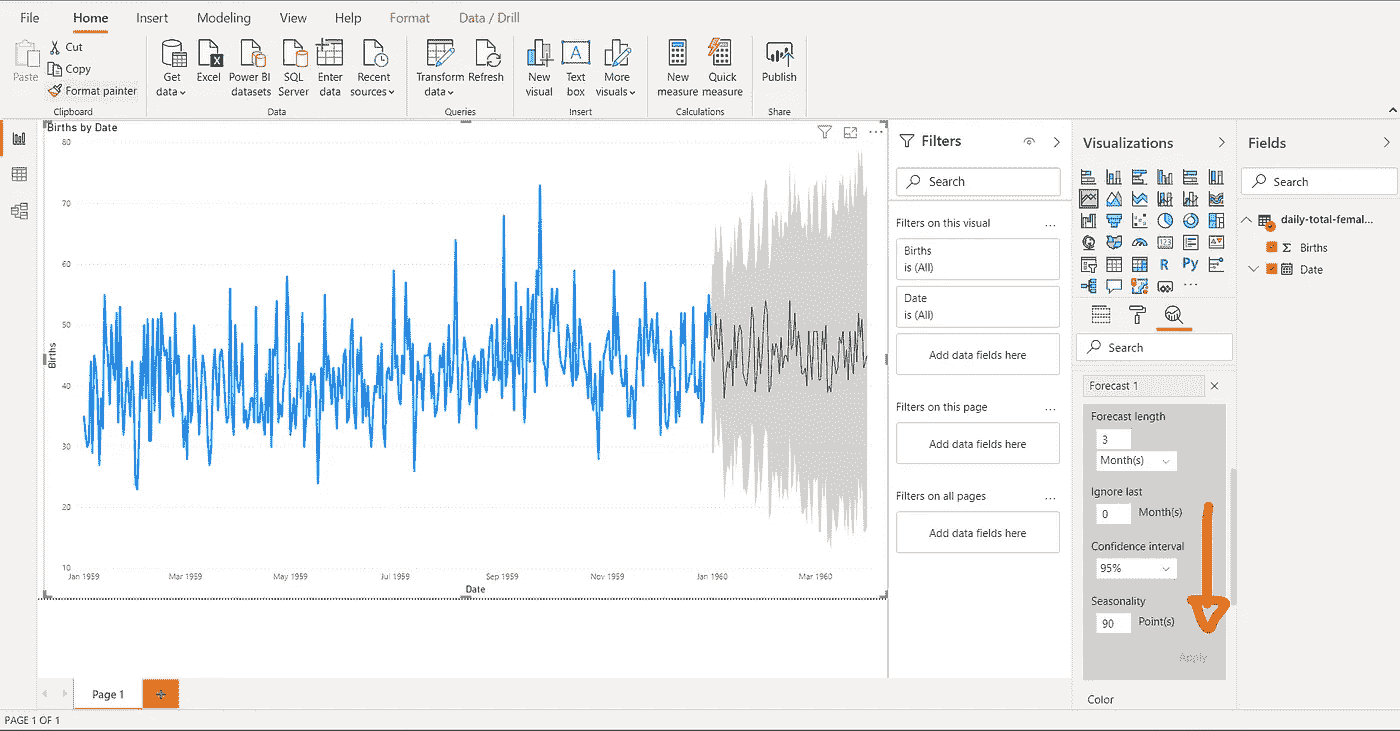 File Home Insert Modeling View Help Format Data / Drill
Paste
Cut
Copy
Format painter
Clipboard
Get data
Excel
Power BI datasets
SQL Server
Enter data
Recent sources
Data
Transform data
Refresh
Queries
New visual
Text box
More visuals
Insert
New measure
Quick measure
Calculations
Publish
Share
Births by Date
80
70
60
50
40
30
20
10
Births
Jan 1959 Mar 1959 May 1959 Jul 1959 Sep 1959 Nov 1959 Jan 1960 Mar 1960
Date
Filters
Search
Filters on this visual
Births
is (All)
Date
is (All)
Add data fields here
Filters on this page
Add data fields here
Filters on all pages
Add data fields here
Visualizations
R Py
Search
Forecast 1
Forecast length
3
Month(s)
Ignore last
0 Month(s)
Confidence interval
95%
Seasonality
90 Point(s)
Apply
Color
Fields
Search
daily-total-femal...
Σ Births
Date
Page 1
PAGE 1 OF 1